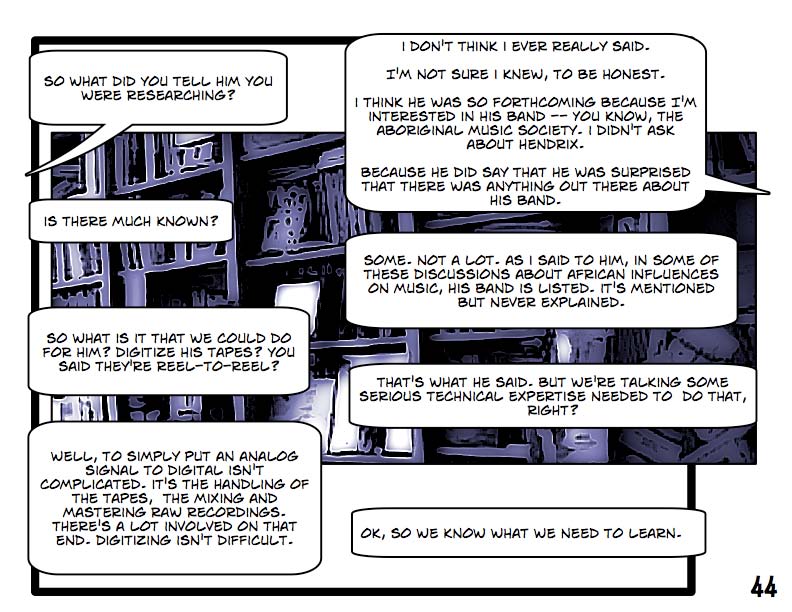 SO WHAT DID YOU TELL HIM YOU
WERE RESEARCHING?
I DON'T THINK I EVER REALLY SAID.
I'M NOT SURE I KNEW, TO BE HONEST.
I THINK HE WAS SO FORTHCOMING BECAUSE I'M
INTERESTED IN HIS BAND -- YOU KNOW, THE
ABORIGINAL MUSIC SOCIETY. I DIDN'T ASK
ABOUT HENDRIX.
BECAUSE HE DID SAY THAT HE WAS SURPRISED
THAT THERE WAS ANYTHING OUT THERE ABOUT
HIS BAND.
IS THERE MUCH KNOWN?
SOME. NOT A LOT. AS I SAID TO HIM, IN SOME OF
THESE DISCUSSIONS ABOUT AFRICAN INFLUENCES
ON MUSIC, HIS BAND IS LISTED. IT'S MENTIONED
BUT NEVER EXPLAINED.
SO WHAT IS IT THAT WE COULD DO
FOR HIM? DIGITIZE HIS TAPES? YOU
SAID THEY'RE REEL-TO-REEL?
THAT'S WHAT HE SAID. BUT WE'RE TALKING SOME
SERIOUS TECHNICAL EXPERTISE NEEDED TO DO THAT,
RIGHT?
WELL, TO SIMPLY PUT AN ANALOG
SIGNAL TO DIGITAL ISN'T
COMPLICATED. IT'S THE HANDLING OF
THE TAPES, THE MIXING AND
MASTERING RAW RECORDINGS.
THERE'S A LOT INVOLVED ON THAT
END. DIGITIZING ISN'T DIFFICULT.
OK, SO WE KNOW WHAT WE NEED TO LEARN.
44